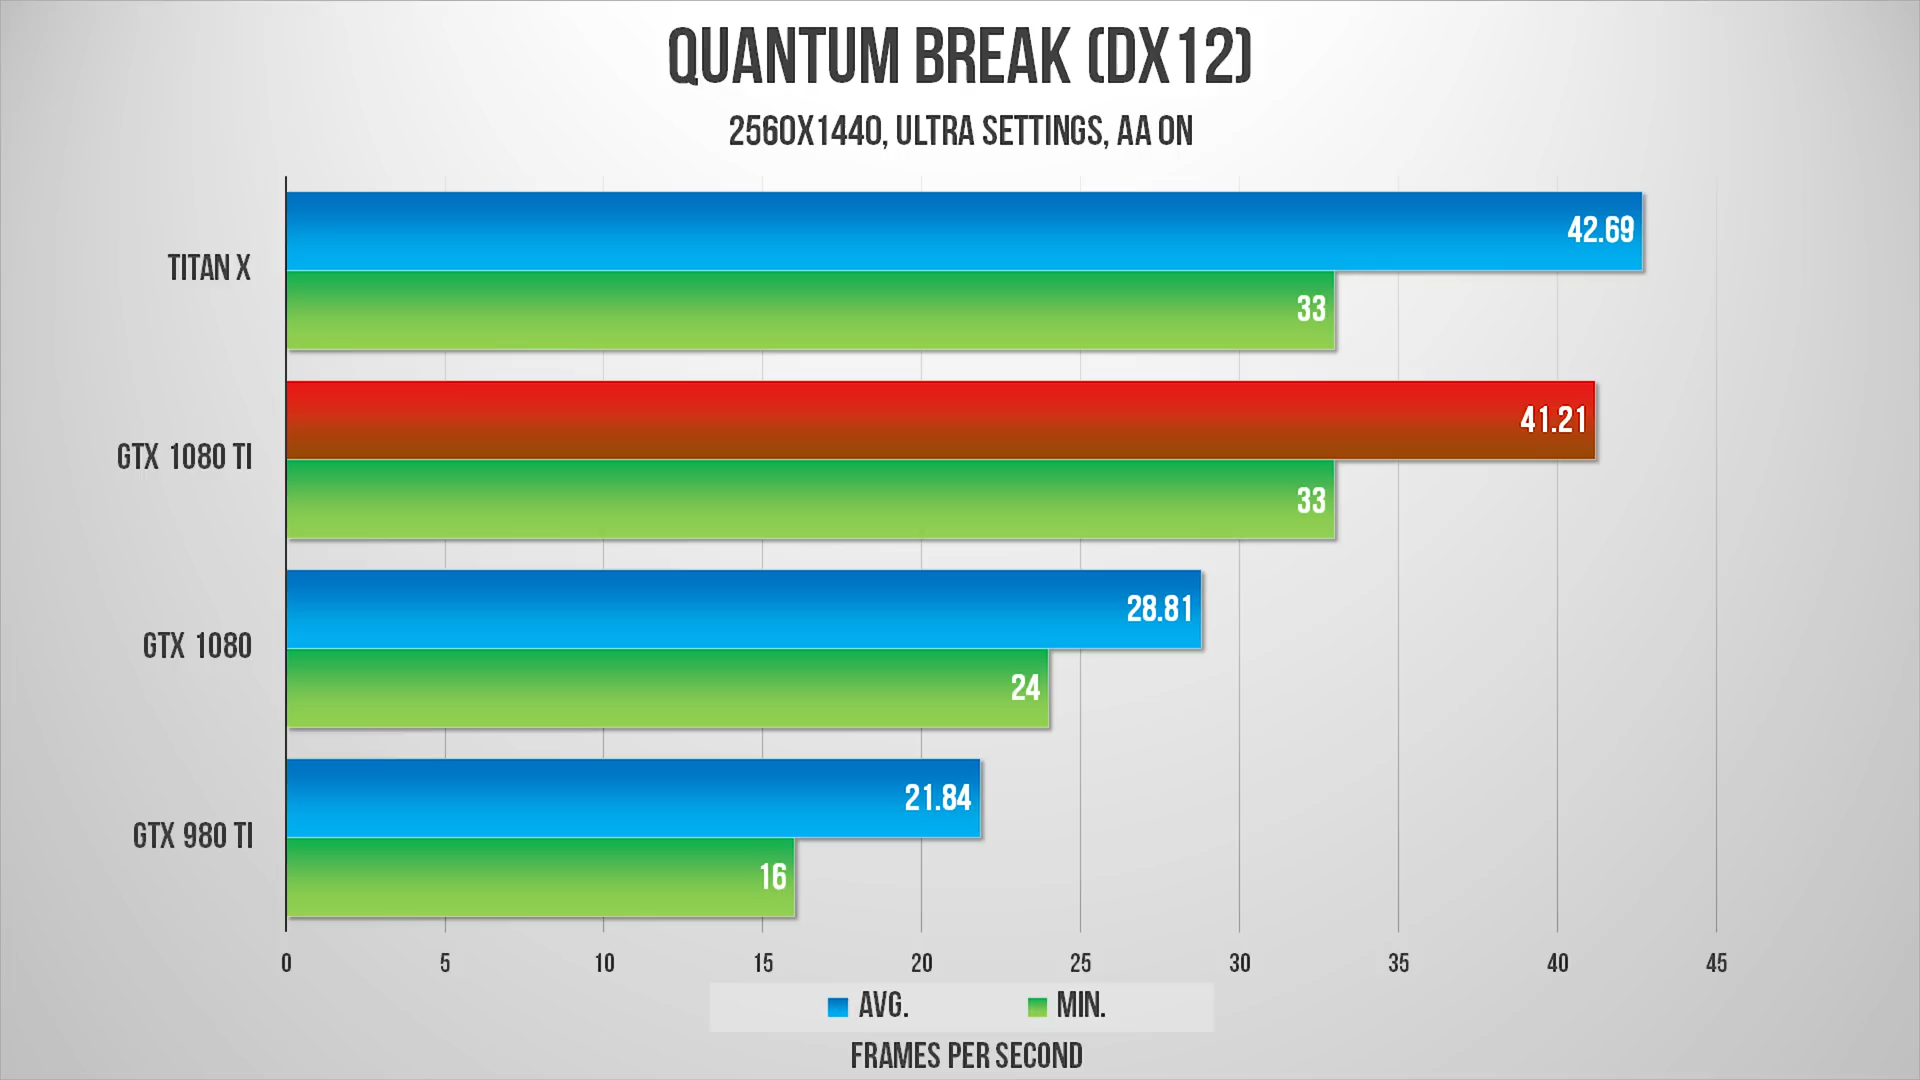 QUANTUM BREAK (DX12)
2560X1440, ULTRA SETTINGS, AA ON
TITAN X
42.69
33
GTX 1080 TI
41.21
33
GTX 1080
28.81
24
GTX 980 TI
21.84
16
0 5 10 15 20 25 30 35 40 45
AVG. MIN.
FRAMES PER SECOND